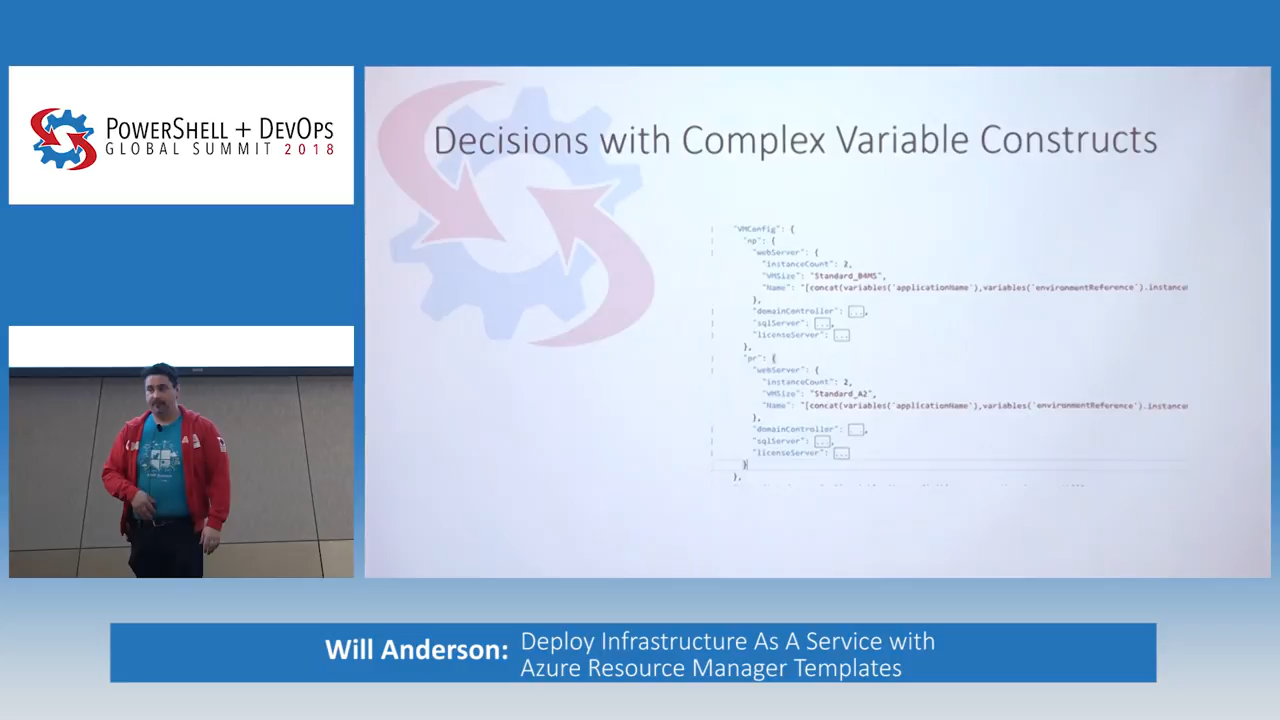 POWERSHELL + DEVOPS
GLOBAL SUMMIT 2018
Decisions with Complex Variable Constructs
"VMConfig": {
"np": {
"webServer": {
"instanceCount": 2,
"VMSize": "Standard_B4MS",
"Name": "[concat(variables('applicationName'),variables('environmentReference').instance
},
"domainController": {...},
"sqlServer": {...},
"licenseServer": {...}
},
"pr": {
"webServer": {
"instanceCount": 2,
"VMSize": "Standard_A2",
"Name": "[concat(variables('applicationName'),variables('environmentReference').instance
},
"domainController": {...},
"sqlServer": {...},
"licenseServer": {...}
}
},
Will Anderson: Deploy Infrastructure As A Service with
Azure Resource Manager Templates